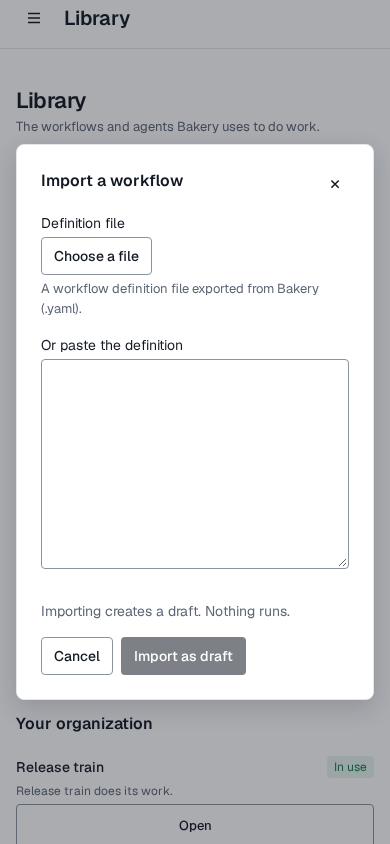 Library
Library
The workflows and agents Bakery uses to do work.
Import a workflow
Definition file
Choose a file
A workflow definition file exported from Bakery
(.yaml).
Or paste the definition
Importing creates a draft. Nothing runs.
Cancel
Import as draft
Your organization
Release train
In use
Release train does its work.
Open